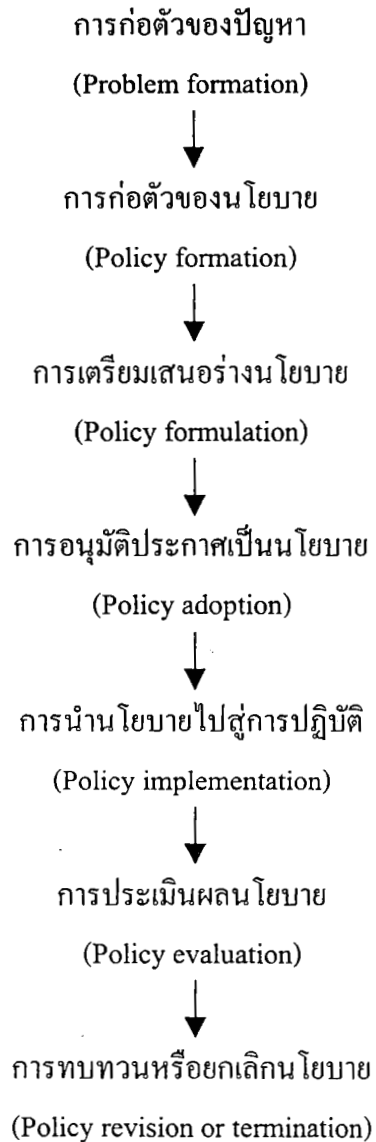 การก่อตัวของปัญหา
(Problem formation)
การก่อตัวของนโยบาย
(Policy formation)
การเตรียมเสนอร่างนโยบาย
(Policy formulation)
การอนุมัติประกาศเป็นนโยบาย
(Policy adoption)
การนำนโยบายไปสู่การปฏิบัติ
(Policy implementation)
การประเมินผลนโยบาย
(Policy evaluation)
การทบทวนหรือยกเลิกนโยบาย
(Policy revision or termination)